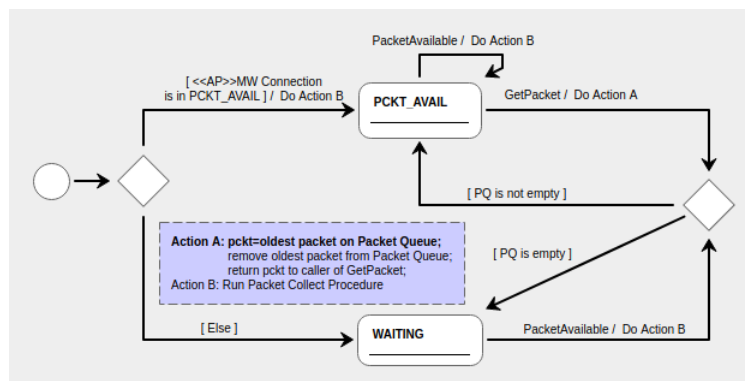 PacketAvailable / Do Action B
[ <<AP>>MW Connection
is in PCKT_AVAIL ] / Do Action B
PCKT_AVAIL
GetPacket / Do Action A
[ PQ is not empty ]
Action A: pckt=oldest packet on Packet Queue;
remove oldest packet from Packet Queue;
return pckt to caller of GetPacket;
Action B: Run Packet Collect Procedure
[ PQ is empty ]
[ Else ]
WAITING
PacketAvailable / Do Action B